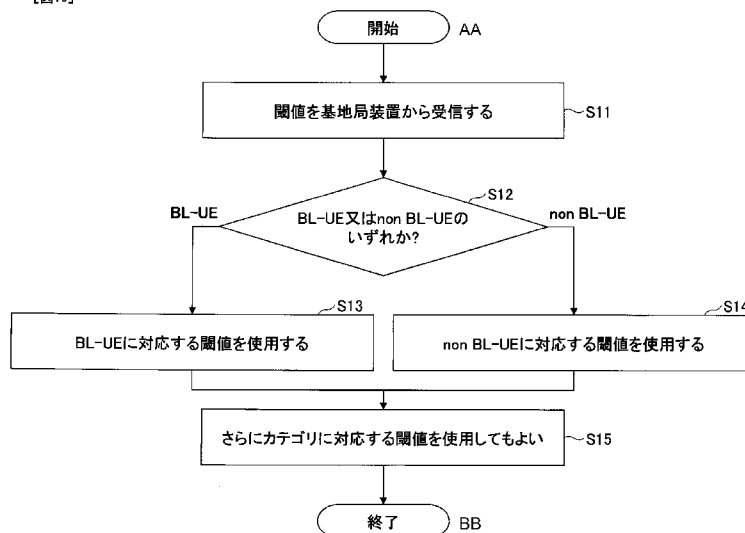 開始 AA
閾値を基地局装置から受信する S11
S12
BL-UE BL-UE又はnon BL-UEの non BL-UE
いずれか?
S13 S14
BL-UEに対応する閾値を使用する non BL-UEに対応する閾値を使用する
さらにカテゴリに対応する閾値を使用してもよい S15
終了 BB